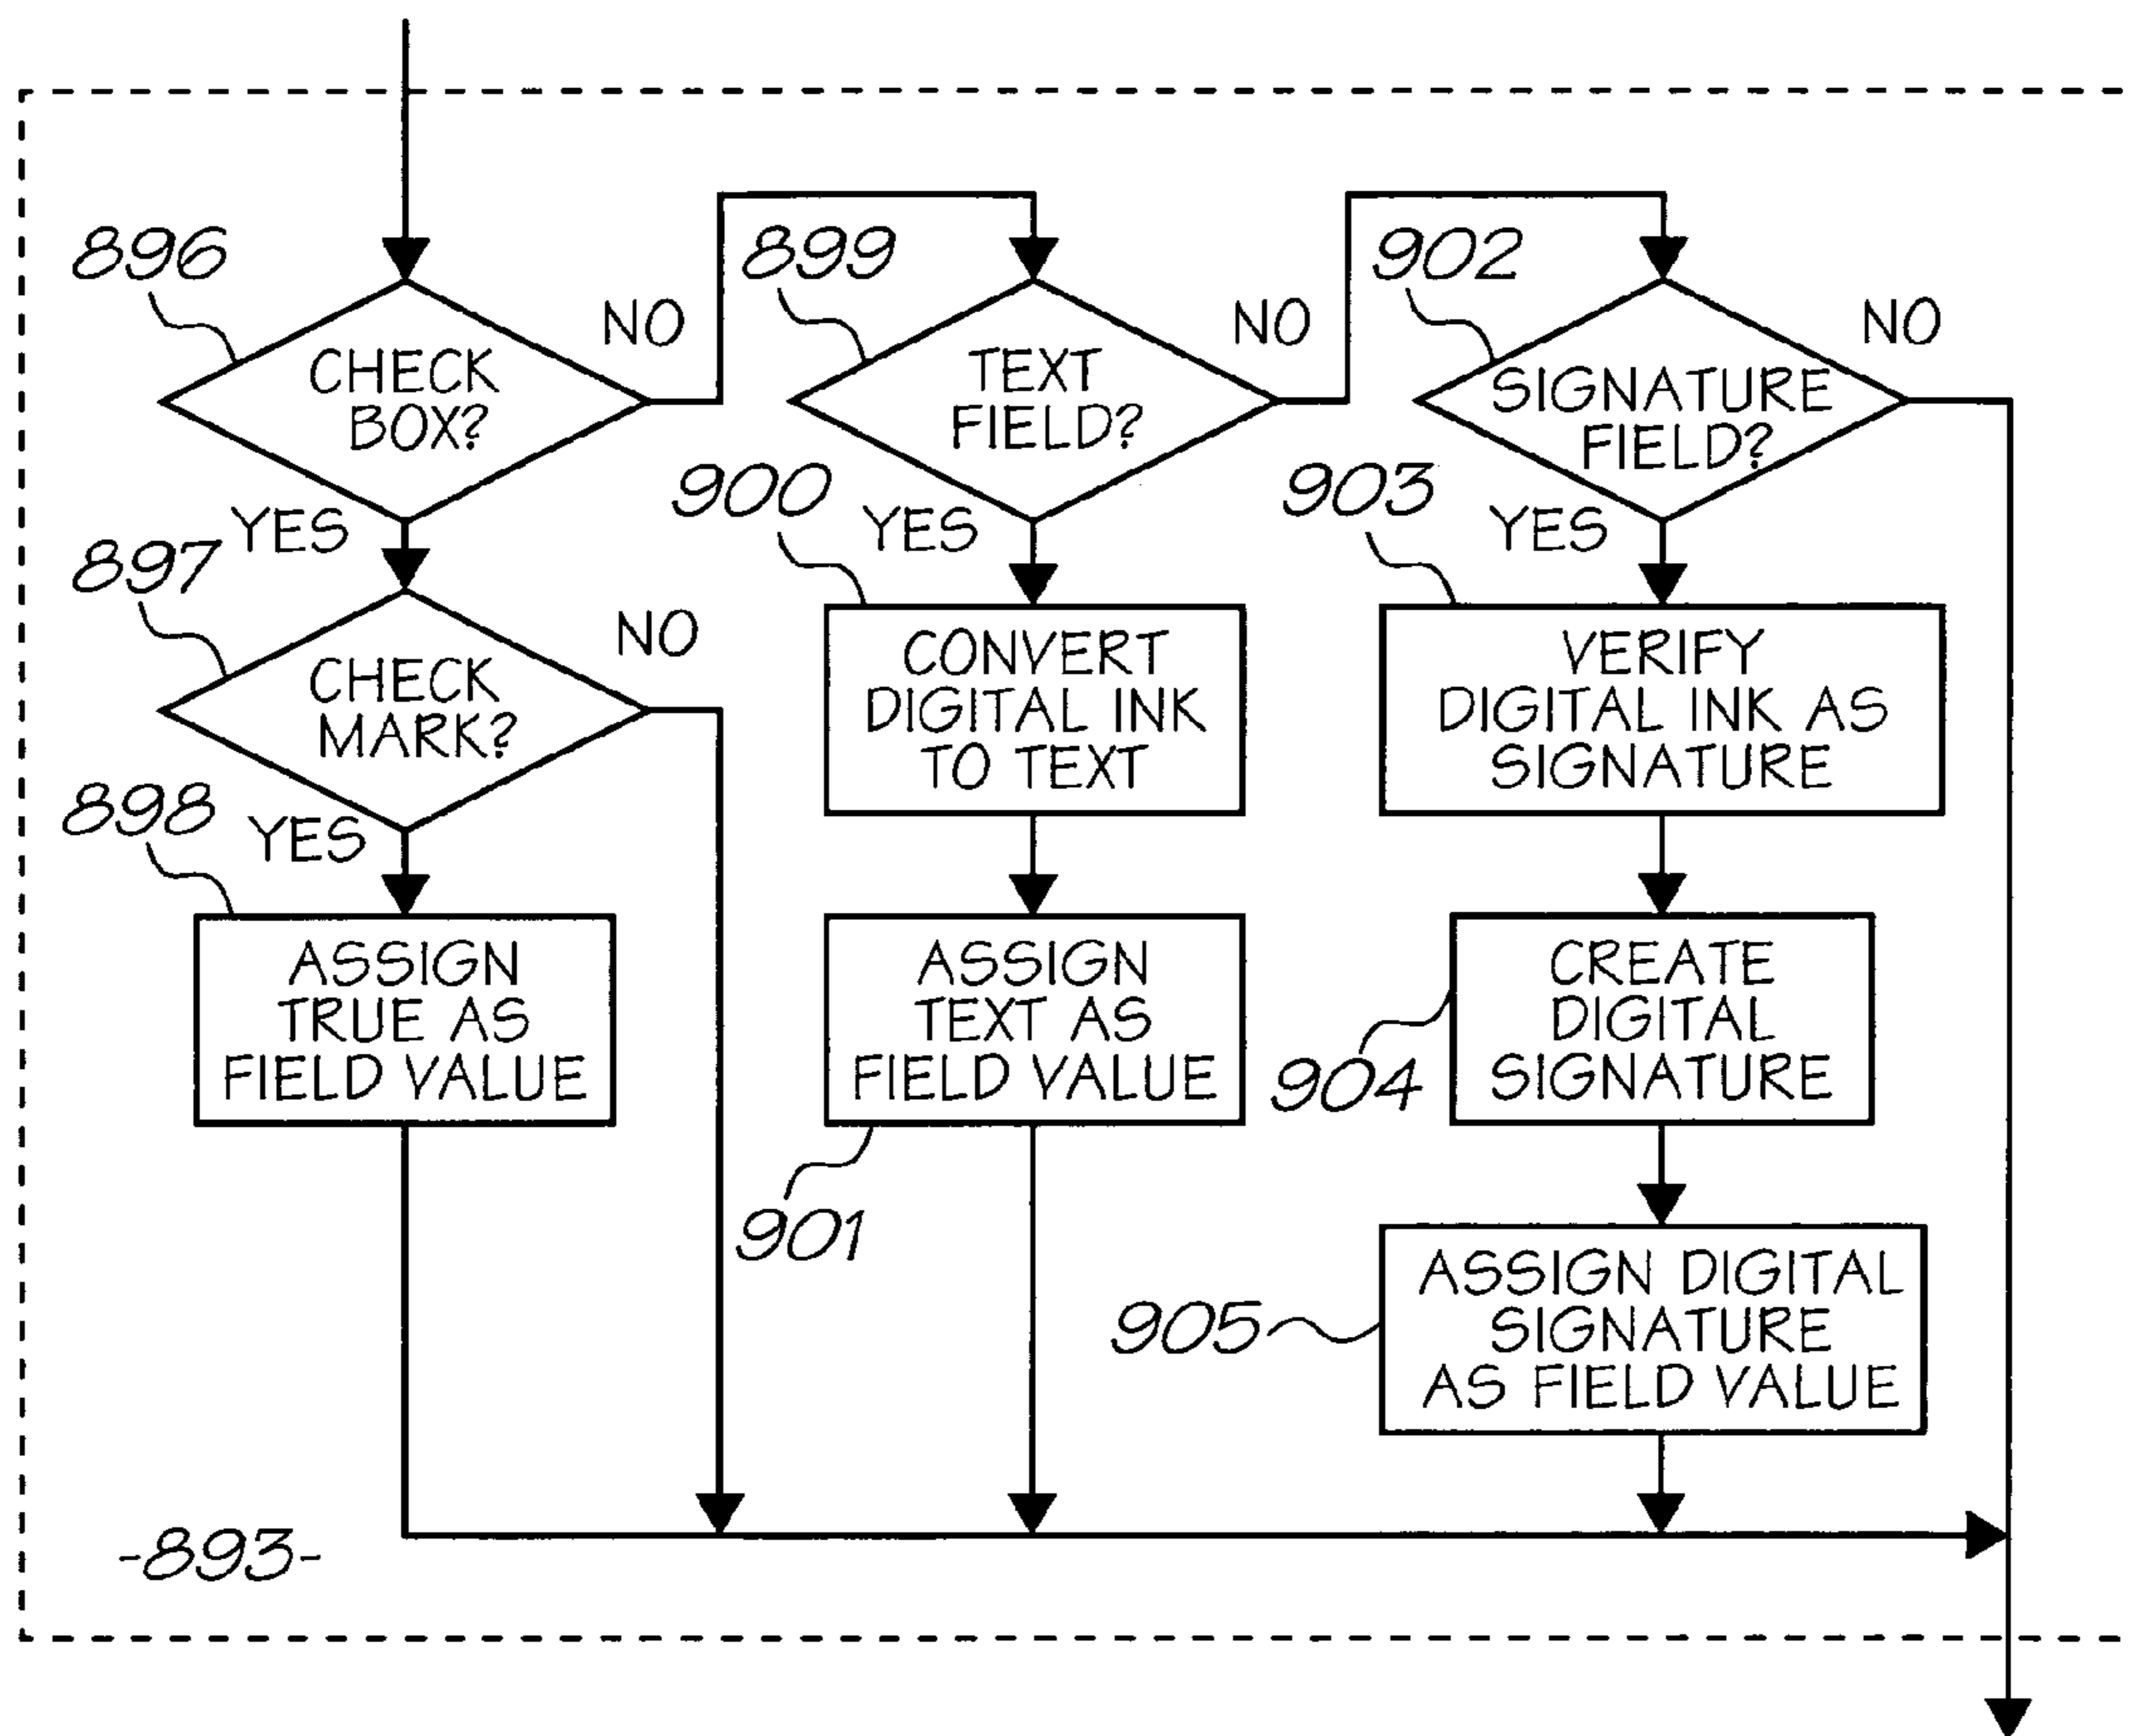 896
CHECK
BOX?
NO
YES
897
CHECK
MARK?
NO
YES
898
ASSIGN
TRUE AS
FIELD VALUE
899
TEXT
FIELD?
NO
YES
900
CONVERT
DIGITAL INK
TO TEXT
ASSIGN
TEXT AS
FIELD VALUE
901
902
SIGNATURE
FIELD?
NO
YES
903
VERIFY
DIGITAL INK AS
SIGNATURE
CREATE
DIGITAL
SIGNATURE
904
ASSIGN DIGITAL
SIGNATURE
AS FIELD VALUE
905
-893-